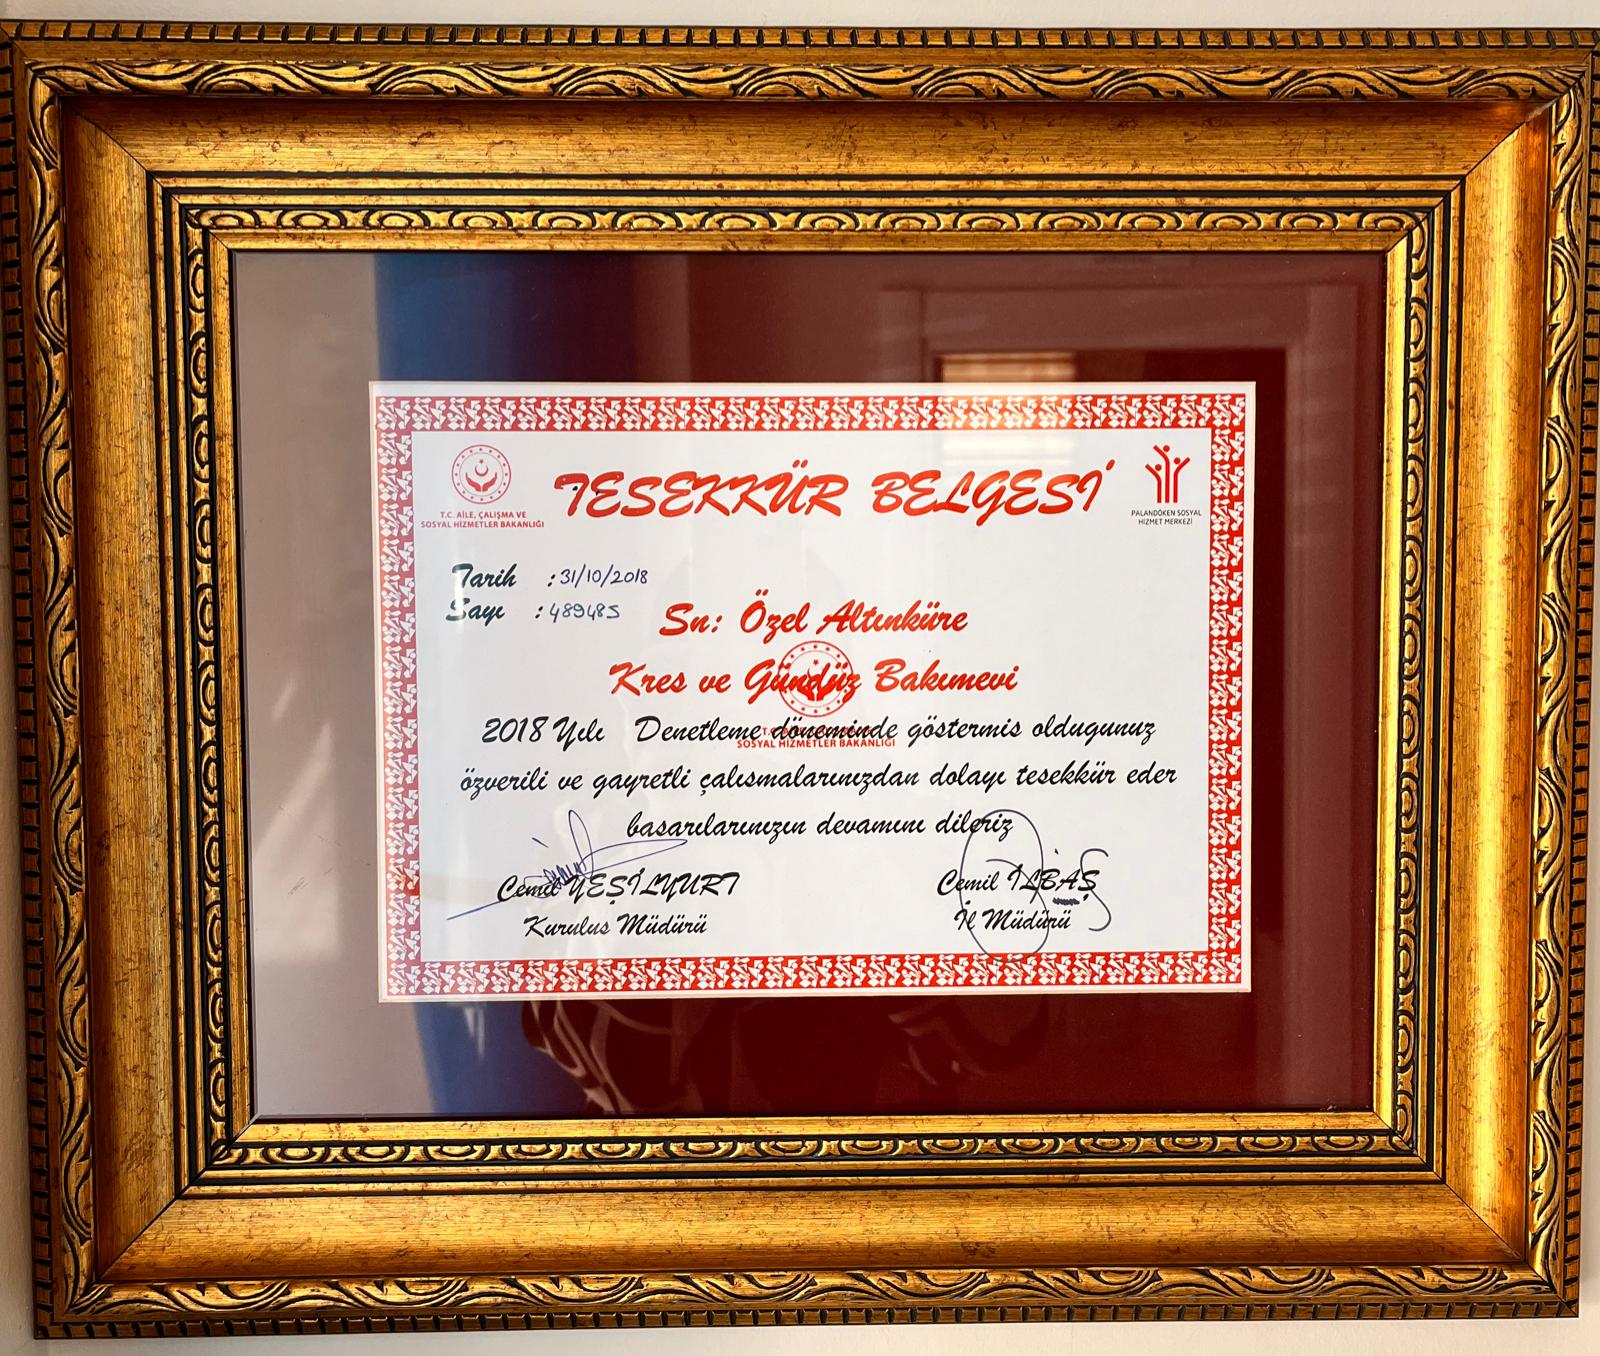 T.C. AİLE, ÇALIŞMA VE
SOSYAL HİZMETLER BAKANLIĞI
TESEKKÜR BELGESİ
PALANDÖKEN SOSYAL
HİZMET MERKEZİ
Tarih : 31/10/2018
Sayı : 489485
Sn: Özel Altınküre
Kres ve Gündüz Bakımevi
2018 Yılı Denetleme döneminde göstermis oldugunuz
SOSYAL HİZMETLER BAKANLIĞI
özverili ve gayretli çalısmalarınızdan dolayı tesekkür eder
basarılarınızın devamını dileriz
Cemil YEŞİLYURT
Kurulus Müdürü
Cemil İLBAŞ
İl Müdürü